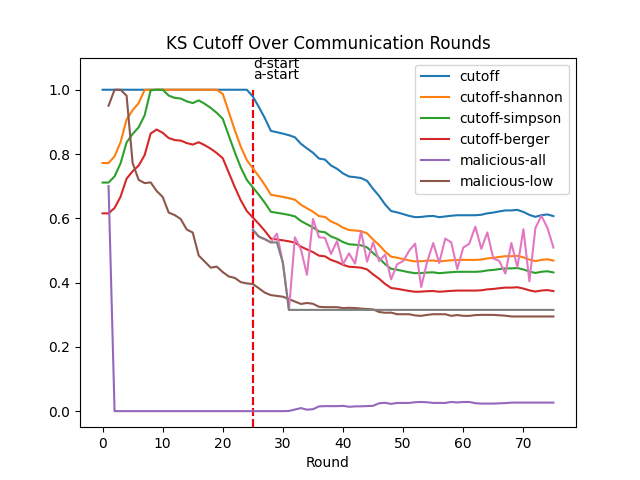 KS Cutoff Over Communication Rounds
d-start
a-start
cutoff
cutoff-shannon
cutoff-simpson
cutoff-berger
malicious-all
malicious-low
1.0
0.8
0.6
0.4
0.2
0.0
0 10 20 30 40 50 60 70
Round